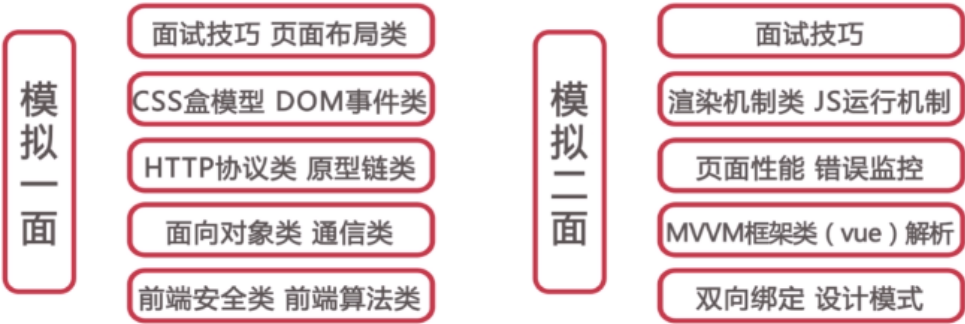 模拟一面
面试技巧 页面布局类
CSS盒模型 DOM事件类
HTTP协议类 原型链类
面向对象类 通信类
前端安全类 前端算法类
模拟二面
面试技巧
渲染机制类 JS运行机制
页面性能 错误监控
MVVM框架类（vue）解析
双向绑定 设计模式